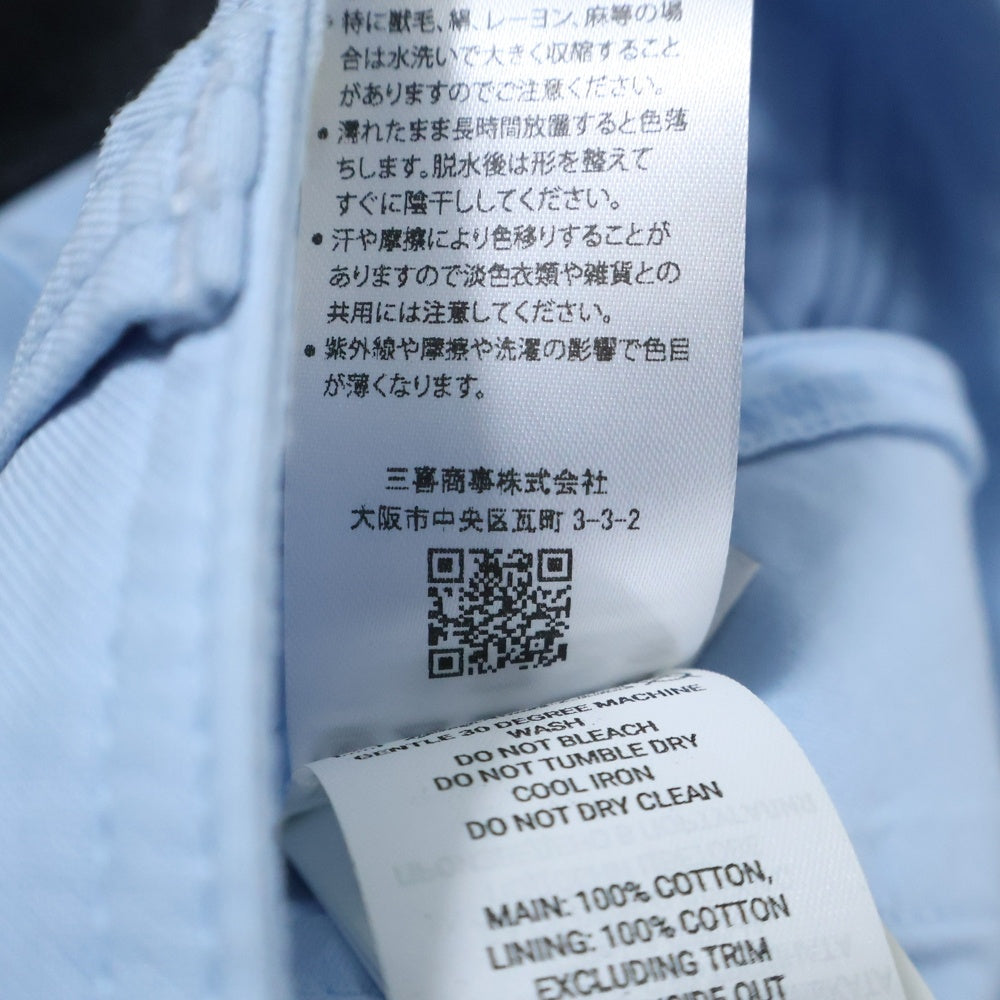 特に獣毛、絹、レーヨン、麻等の場
合は水洗いで大きく収縮すること
がありますのでご注意ください。
● 濡れたまま長時間放置すると色落
ちします。脱水後は形を整えて
すぐに陰干ししてください。
● 汗や摩擦により色移りすることが
ありますので淡色衣類や雑貨との
共用には注意してください。
● 紫外線や摩擦や洗濯の影響で色目
が薄くなります。
三喜商事株式会社
大阪市中央区瓦町 3-3-2
GENTLE 30 DEGREE MACHINE
WASH
DO NOT BLEACH
DO NOT TUMBLE DRY
COOL IRON
DO NOT DRY CLEAN
MAIN: 100% COTTON,
LINING: 100% COTTON
EXCLUDING TRIM
OUT